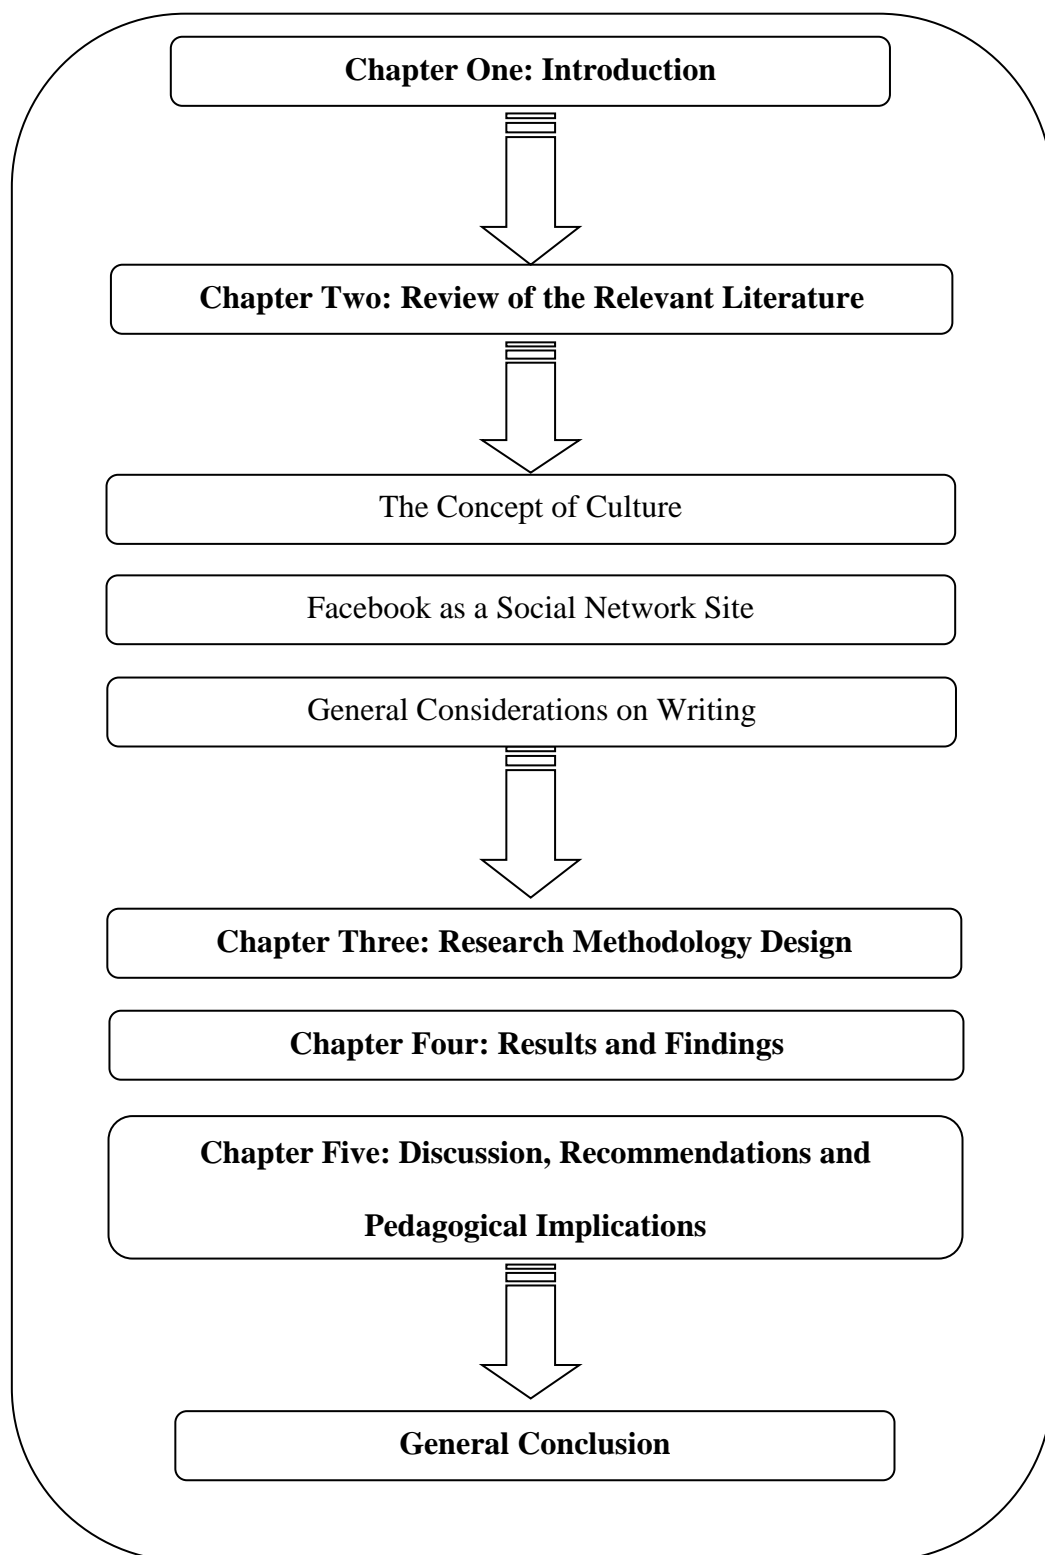 Chapter One: Introduction
Chapter Two: Review of the Relevant Literature
The Concept of Culture
Facebook as a Social Network Site
General Considerations on Writing
Chapter Three: Research Methodology Design
Chapter Four: Results and Findings
Chapter Five: Discussion, Recommendations and
Pedagogical Implications
General Conclusion